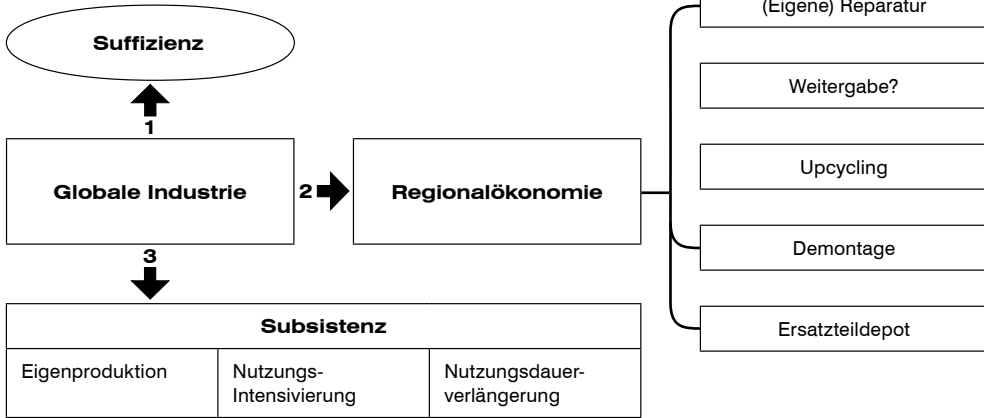 (Eigene) Reparatur
Suffizienz
Weitergabe?
1
Upcycling
Globale Industrie
2
Regionalökonomie
Demontage
3
Ersatzteildepot
Subsistenz
Eigenproduktion
Nutzungs-
Intensivierung
Nutzungsdauer-
verlängerung